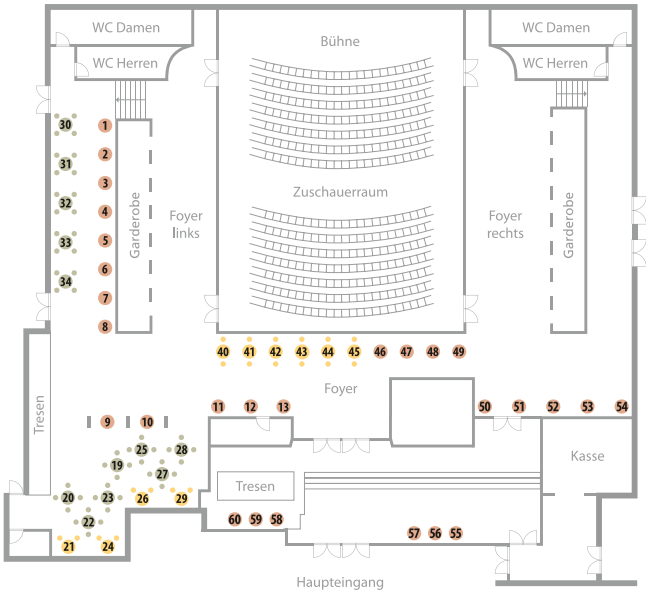 WC Damen
WC Damen
Bühne
WC Herren
WC Herren
30
1
31
2
32
3
33
4
34
5
6
7
8
Garderobe
Foyer
links
Zuschauerraum
Foyer
rechts
Garderobe
40
41
42
43
44
45
46
47
48
49
Foyer
Tresen
11
12
13
50
51
52
53
54
9
10
25
28
19
27
20
23
26
29
22
21
24
Tresen
60
59
58
57
56
55
Kasse
Haupteingang